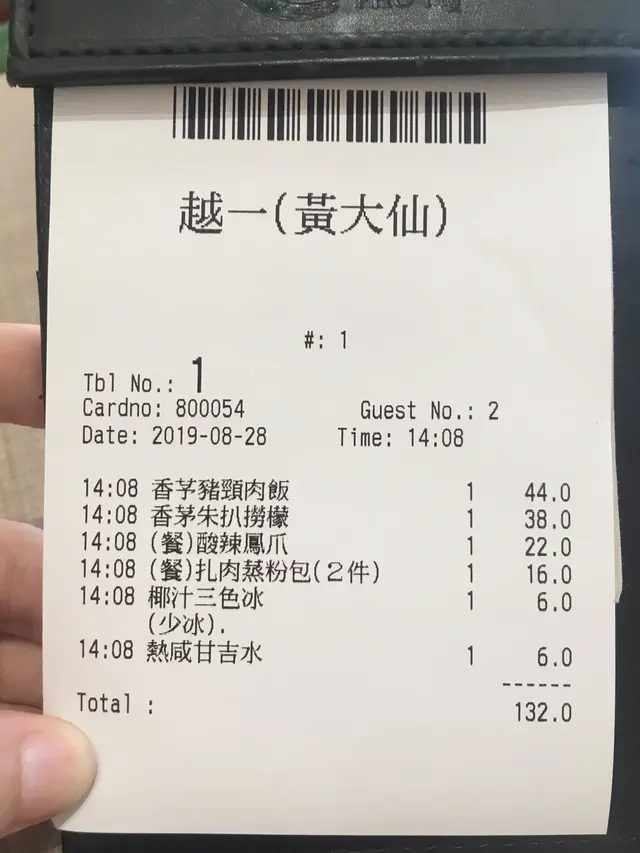 越一(黃大仙)
#: 1
Tbl No.: 1
Cardno: 800054 Guest No.: 2
Date: 2019-08-28 Time: 14:08
14:08 香芓豬頸肉飯 1 44.0
14:08 香茅朱扒撈檬 1 38.0
14:08 (餐)酸辣鳳爪 1 22.0
14:08 (餐)扎肉蒸粉包(2件) 1 16.0
14:08 椰汁三色冰 1 6.0
(少冰).
14:08 熱咸甘吉水 1 6.0
------
Total : 132.0